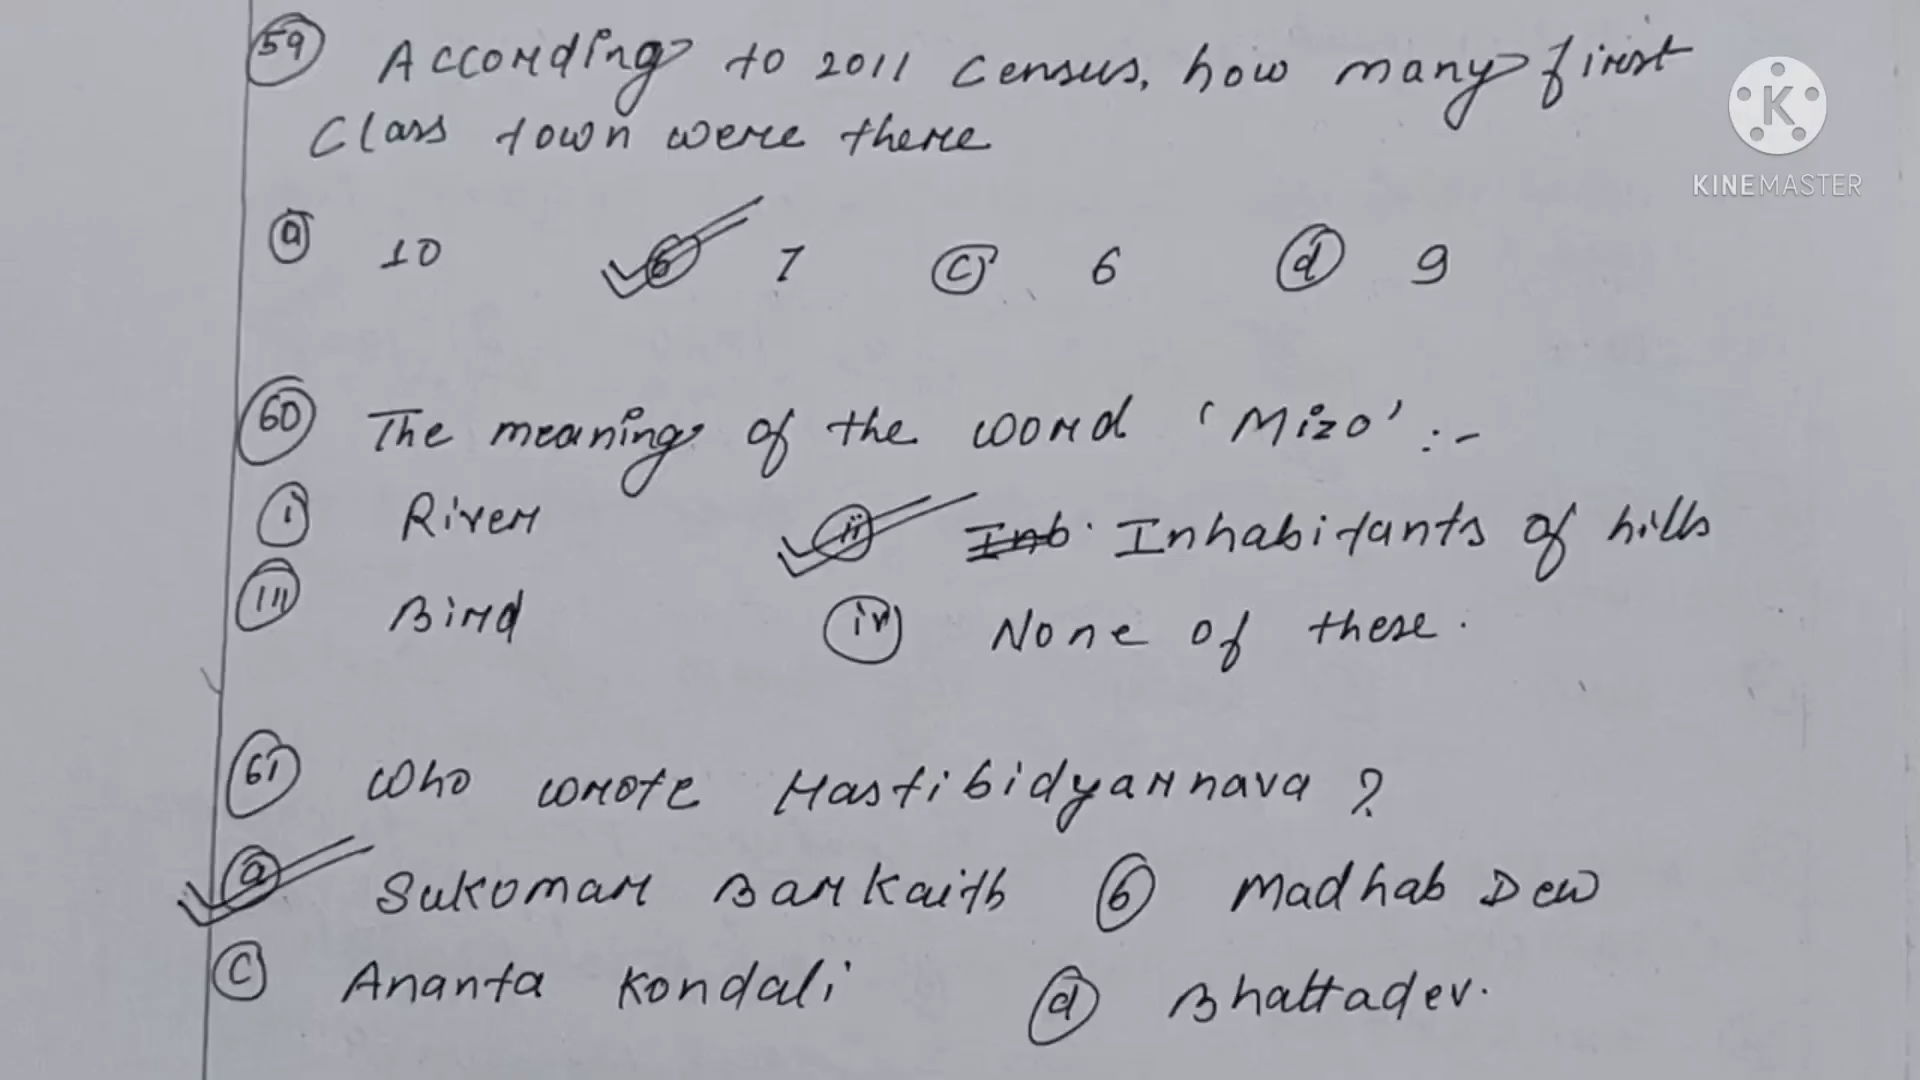 59 According to 2011 Census, how many first
Class town were there
a 10 b 7 c 6 d 9
60 The meaning of the word 'Mizo' :-
i River ii Inb. Inhabitants of hills
iii Bird iv None of these.
61 Who wrote Hastibidyarnava ?
a Sukomar Barkaith b Madhab Dew
c Ananta Kondali d Bhattadev.
K
KINEMASTER